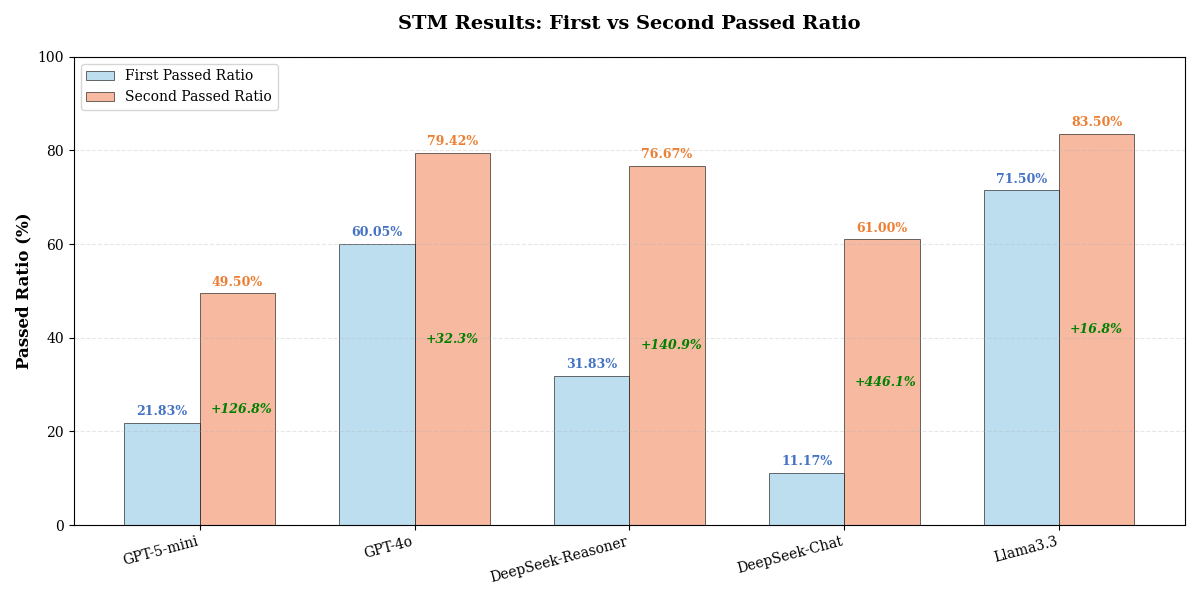 STM Results: First vs Second Passed Ratio
First Passed Ratio
Second Passed Ratio
Passed Ratio (%)
100
80
60
40
20
0
21.83%
49.50%
+126.8%
60.05%
79.42%
+32.3%
31.83%
76.67%
+140.9%
11.17%
61.00%
+446.1%
71.50%
83.50%
+16.8%
GPT-5-mini
GPT-4o
DeepSeek-Reasoner
DeepSeek-Chat
Llama3.3